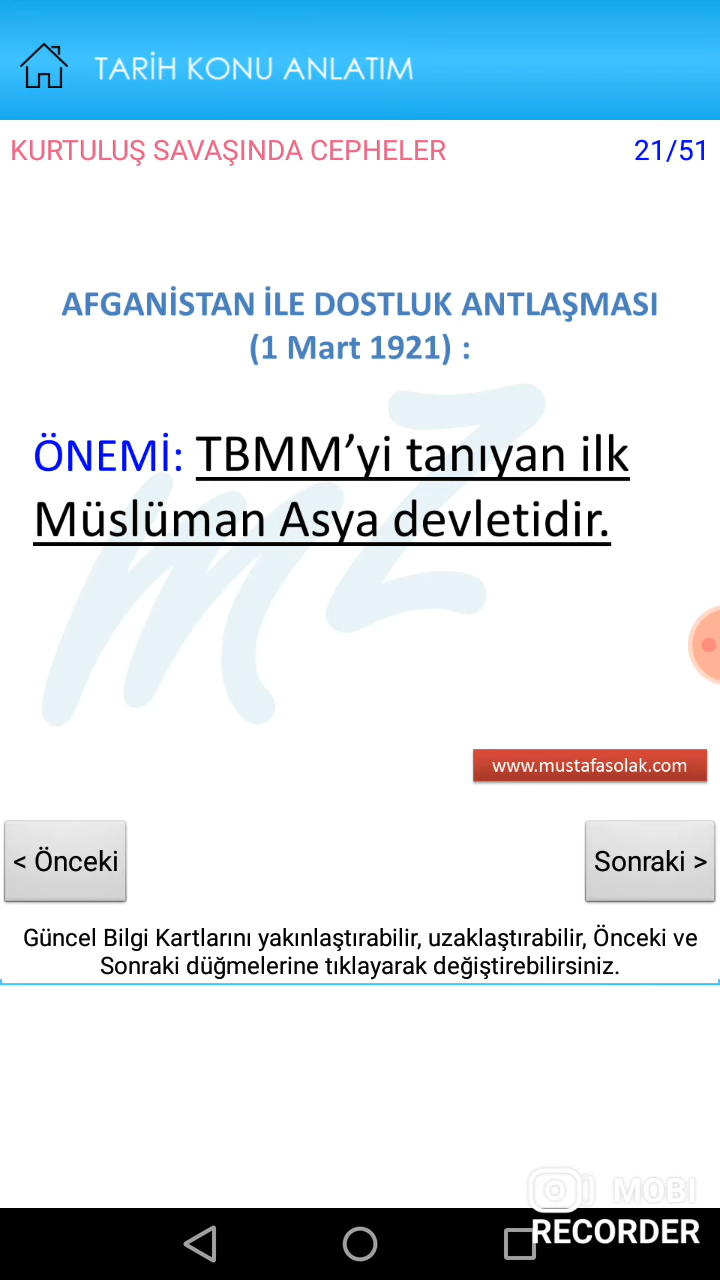 TARİH KONU ANLATIM
KURTULUŞ SAVAŞINDA CEPHELER 21/51
AFGANİSTAN İLE DOSTLUK ANTLAŞMASI
(1 Mart 1921) :
ÖNEMİ: TBMM’yi tanıyan ilk
Müslüman Asya devletidir.
mz
www.mustafasolak.com
< Önceki Sonraki >
Güncel Bilgi Kartlarını yakınlaştırabilir, uzaklaştırabilir, Önceki ve
Sonraki düğmelerine tıklayarak değiştirebilirsiniz.
MOBI
RECORDER